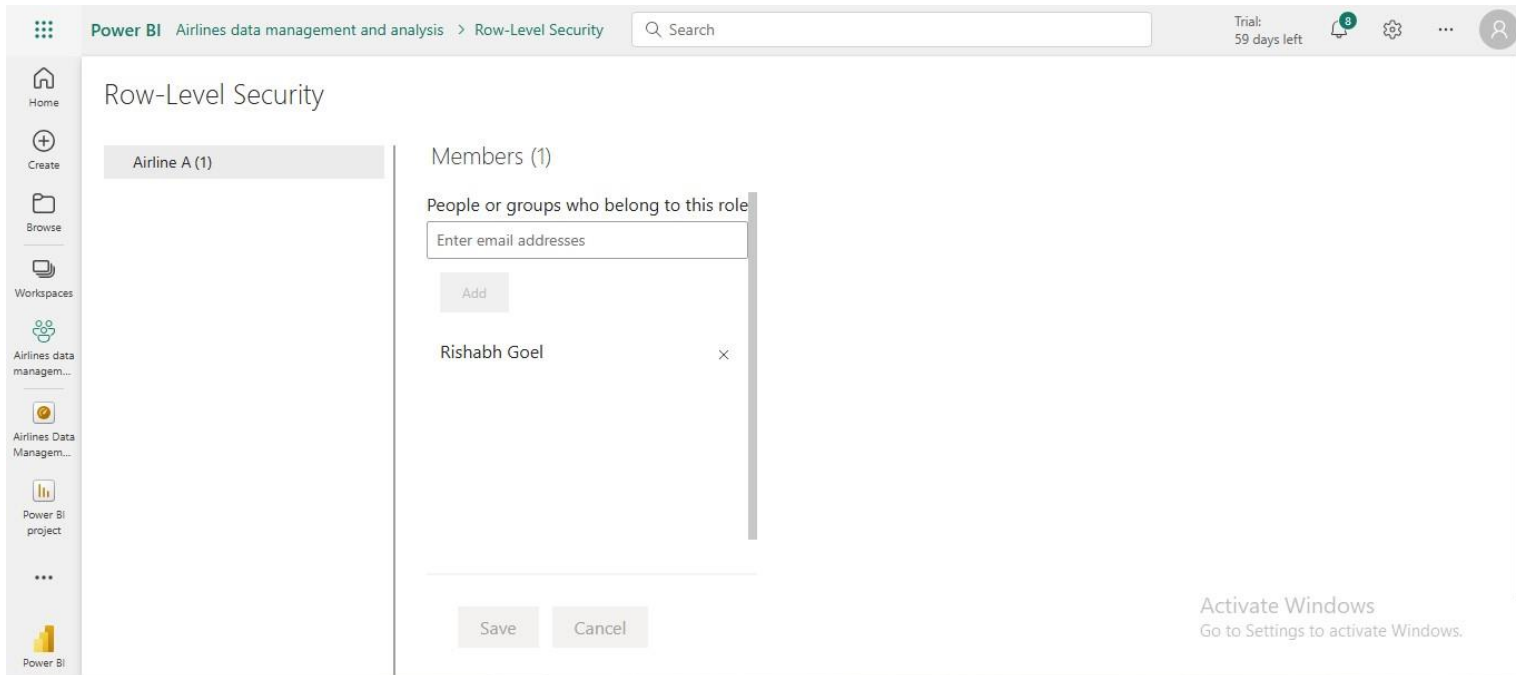 Power BI Airlines data management and analysis > Row-Level Security
Search
Trial:
59 days left
8
Home
Create
Browse
Workspaces
Airlines data
managem...
Airlines Data
Managem...
Power BI
project
Power BI
Row-Level Security
Airline A (1)
Members (1)
People or groups who belong to this role
Enter email addresses
Add
Rishabh Goel
Save Cancel
Activate Windows
Go to Settings to activate Windows.